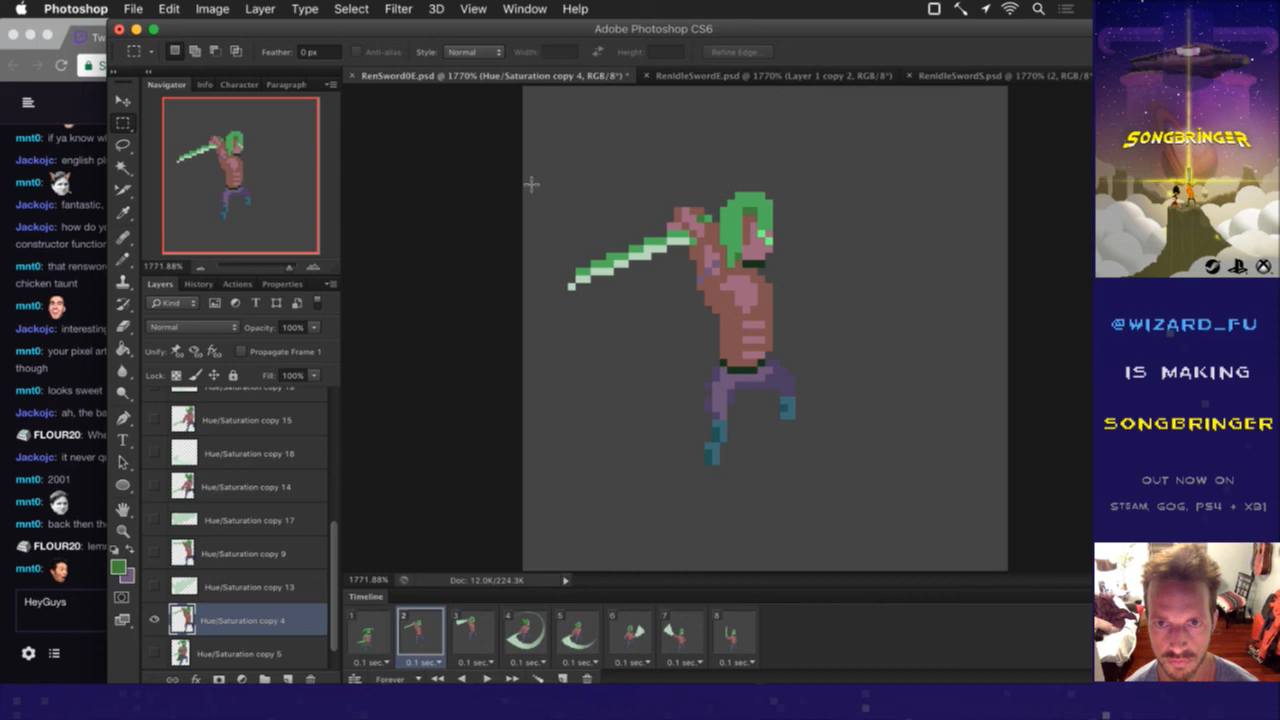 Photoshop File Edit Image Layer Type Select Filter 3D View Window Help
Adobe Photoshop CS6
Tw
S
Feather: 0 px Anti-alias Style: Normal Width: Height: Refine Edge...
RenSword0E.psd @ 1770% (Hue/Saturation copy 4, RGB/8*) *
RenIdleSwordE.psd @ 1770% (Layer 1 copy 2, RGB/8*)
RenIdleSwordS.psd @ 1770% (2, RGB/8*)
Navigator Info Character Paragraph
1771.88%
Layers History Actions Properties
Kind
Normal Opacity: 100%
Unify: Propagate Frame 1
Lock: Fill: 100%
Hue/Saturation copy 15
Hue/Saturation copy 18
Hue/Saturation copy 14
Hue/Saturation copy 17
Hue/Saturation copy 9
Hue/Saturation copy 13
Hue/Saturation copy 4
Hue/Saturation copy 5
mnt0: if ya know w
Jackojc: english pl
mnt0:
Jackojc: fantastic,
Jackojc: how do yo
constructor function
mnt0: that rensword
chicken taunt
mnt0:
Jackojc: interesting
mnt0: your pixel art
though
mnt0: looks sweet
Jackojc: ah, the ba
FLOUR20: Whe
Jackojc: it never qu
mnt0: 2001
mnt0:
mnt0: back then the
FLOUR20: lemm
mnt0:
HeyGuys
1771.88% Doc: 12.0K/224.3K
Timeline
1 2 3 4 5 6 7 8
0.1 sec. 0.1 sec. 0.1 sec. 0.1 sec. 0.1 sec. 0.1 sec. 0.1 sec. 0.1 sec.
Forever
SONGBRINGER
@WIZARD_FU
IS MAKING
SONGBRINGER
OUT NOW ON
STEAM, GOG, PS4 + XB1